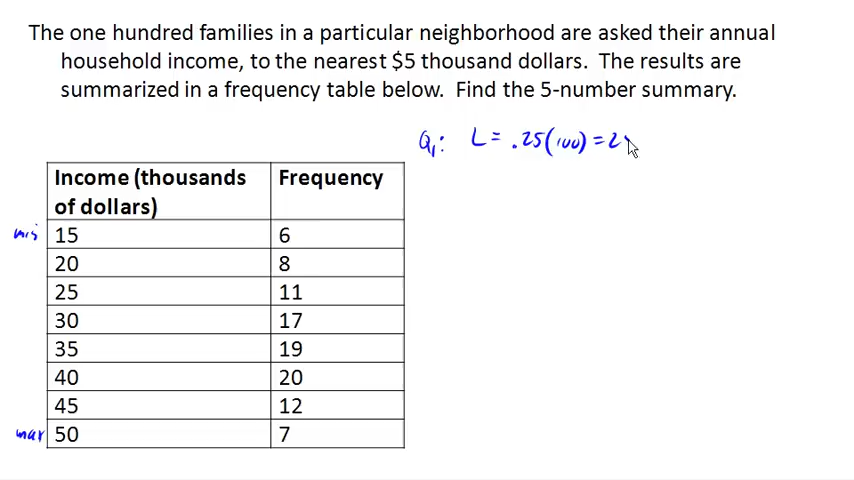 The one hundred families in a particular neighborhood are asked their annual
household income, to the nearest $5 thousand dollars. The results are
summarized in a frequency table below. Find the 5-number summary.
Q1: L = .25(100) = 2
Income (thousands of dollars) Frequency
min 15 6
20 8
25 11
30 17
35 19
40 20
45 12
max 50 7